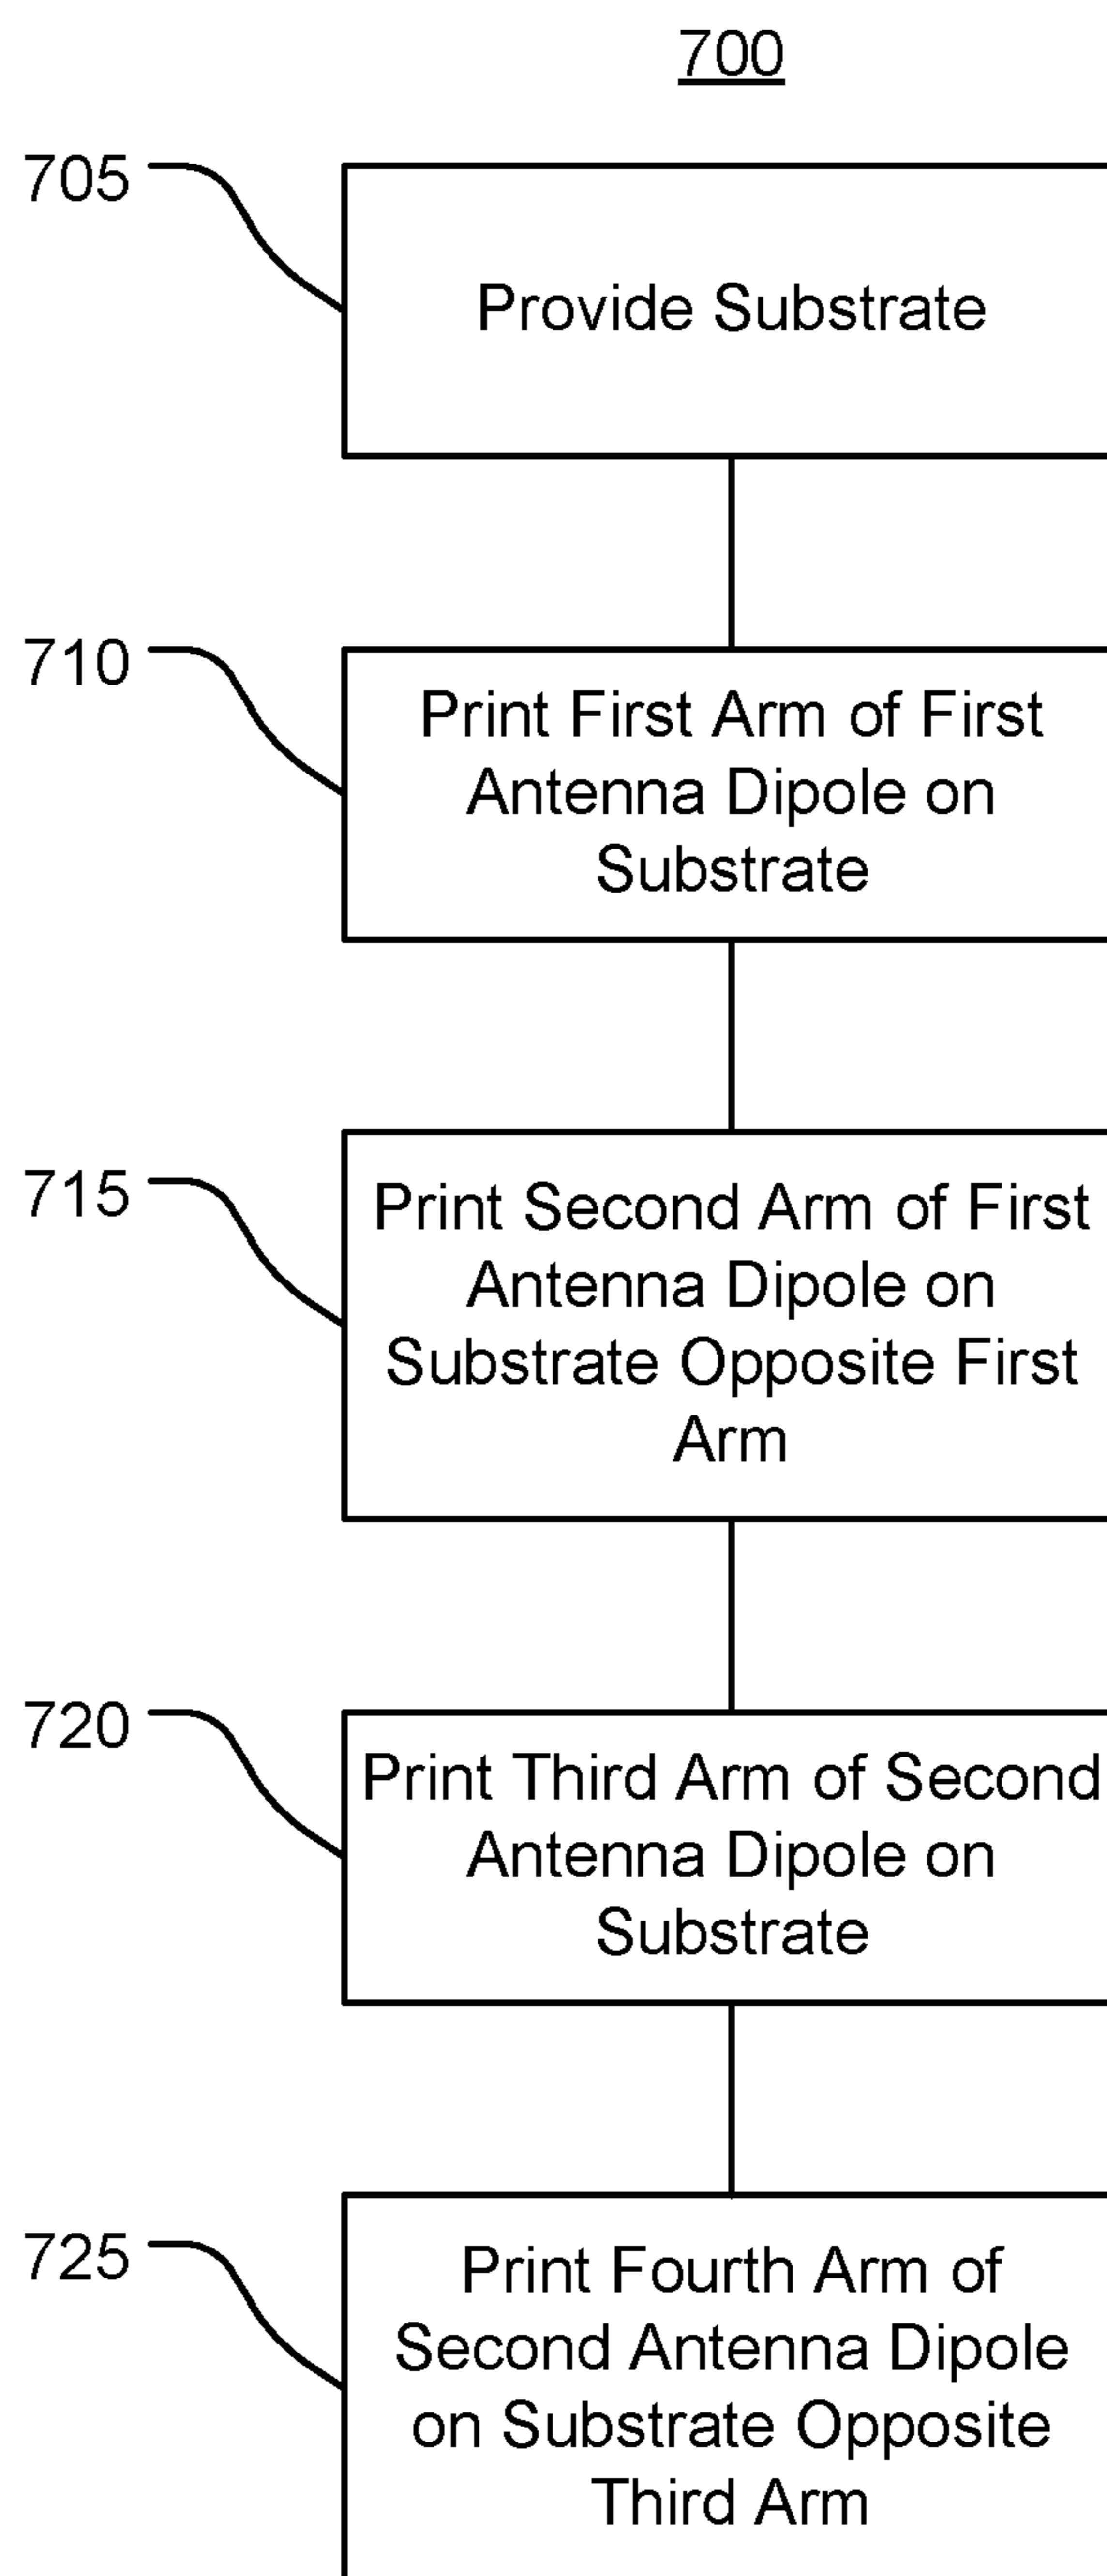 700
705
Provide Substrate
710
Print First Arm of First
Antenna Dipole on
Substrate
715
Print Second Arm of First
Antenna Dipole on
Substrate Opposite First
Arm
720
Print Third Arm of Second
Antenna Dipole on
Substrate
725
Print Fourth Arm of
Second Antenna Dipole
on Substrate Opposite
Third Arm